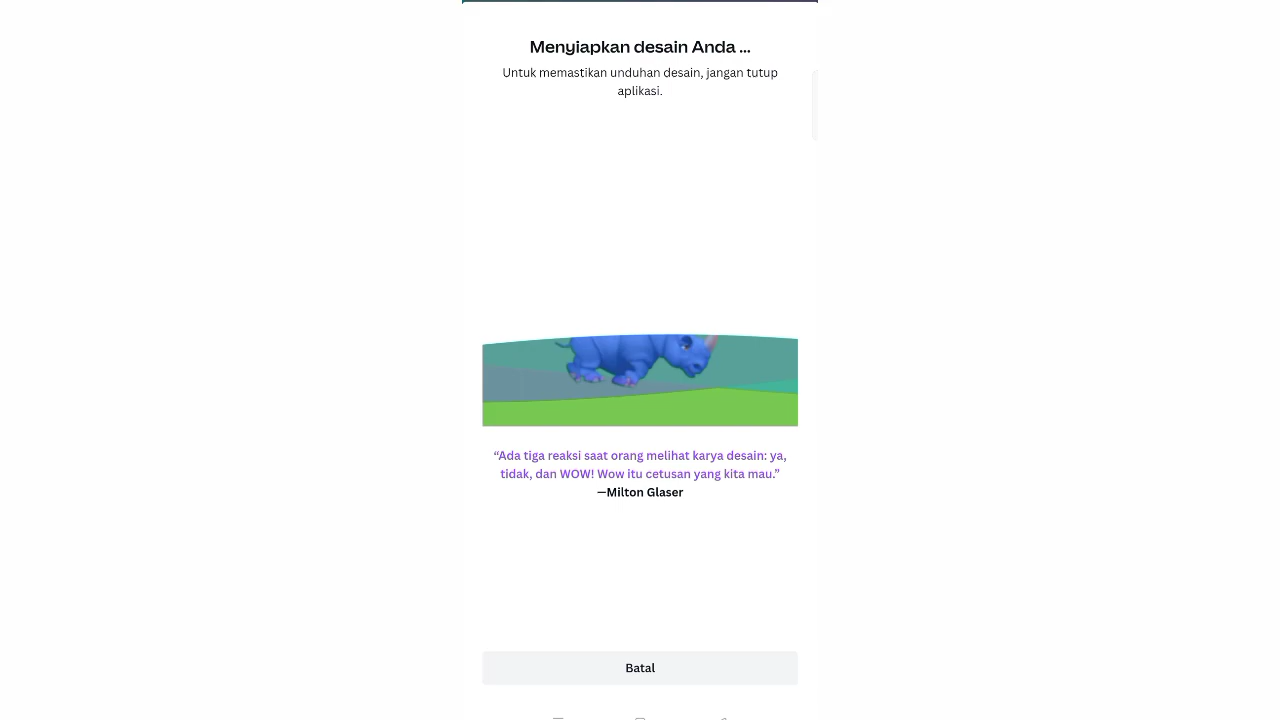 Menyiapkan desain Anda ...
Untuk memastikan unduhan desain, jangan tutup
aplikasi.
“Ada tiga reaksi saat orang melihat karya desain: ya,
tidak, dan WOW! Wow itu cetusan yang kita mau.”
—Milton Glaser
Batal